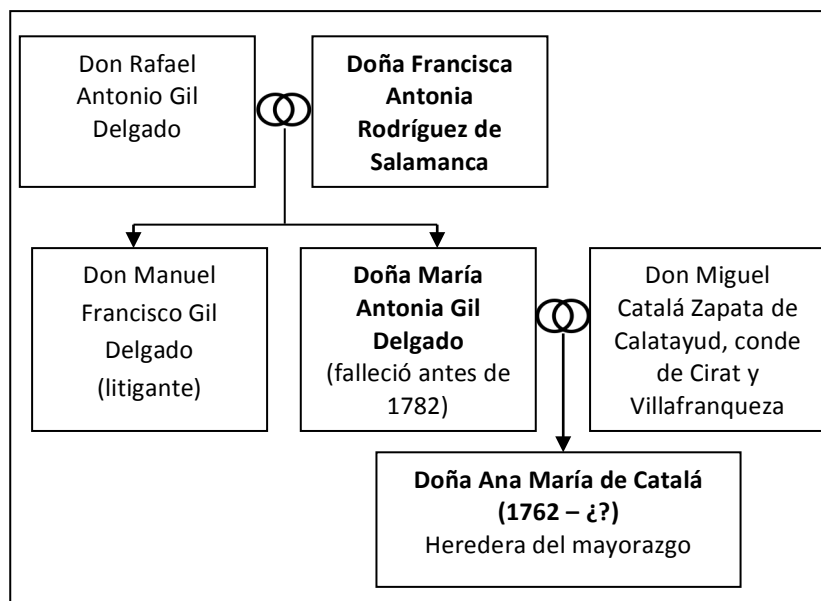 Don Rafael
Antonio Gil
Delgado
Doña Francisca
Antonia
Rodríguez de
Salamanca
Don Manuel
Francisco Gil
Delgado
(litigante)
Doña María
Antonia Gil
Delgado
(falleció antes de
1782)
Don Miguel
Catalá Zapata de
Calatayud, conde
de Cirat y
Villafranqueza
Doña Ana María de Catalá
(1762 – ¿?)
Heredera del mayorazgo